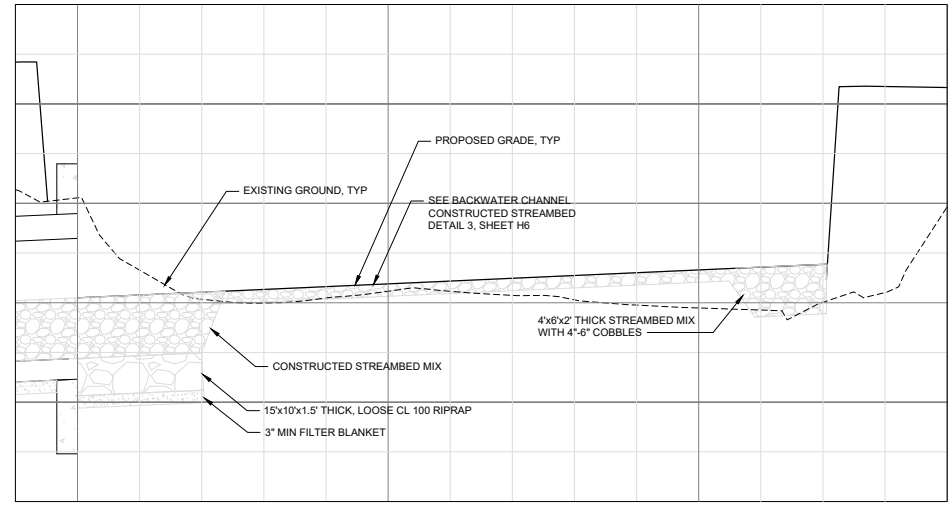 PROPOSED GRADE, TYP
EXISTING GROUND, TYP
SEE BACKWATER CHANNEL
CONSTRUCTED STREAMBED
DETAIL 3, SHEET H6
4'x6'x2' THICK STREAMBED MIX
WITH 4"-6" COBBLES
CONSTRUCTED STREAMBED MIX
15'x10'x1.5' THICK, LOOSE CL 100 RIPRAP
3" MIN FILTER BLANKET